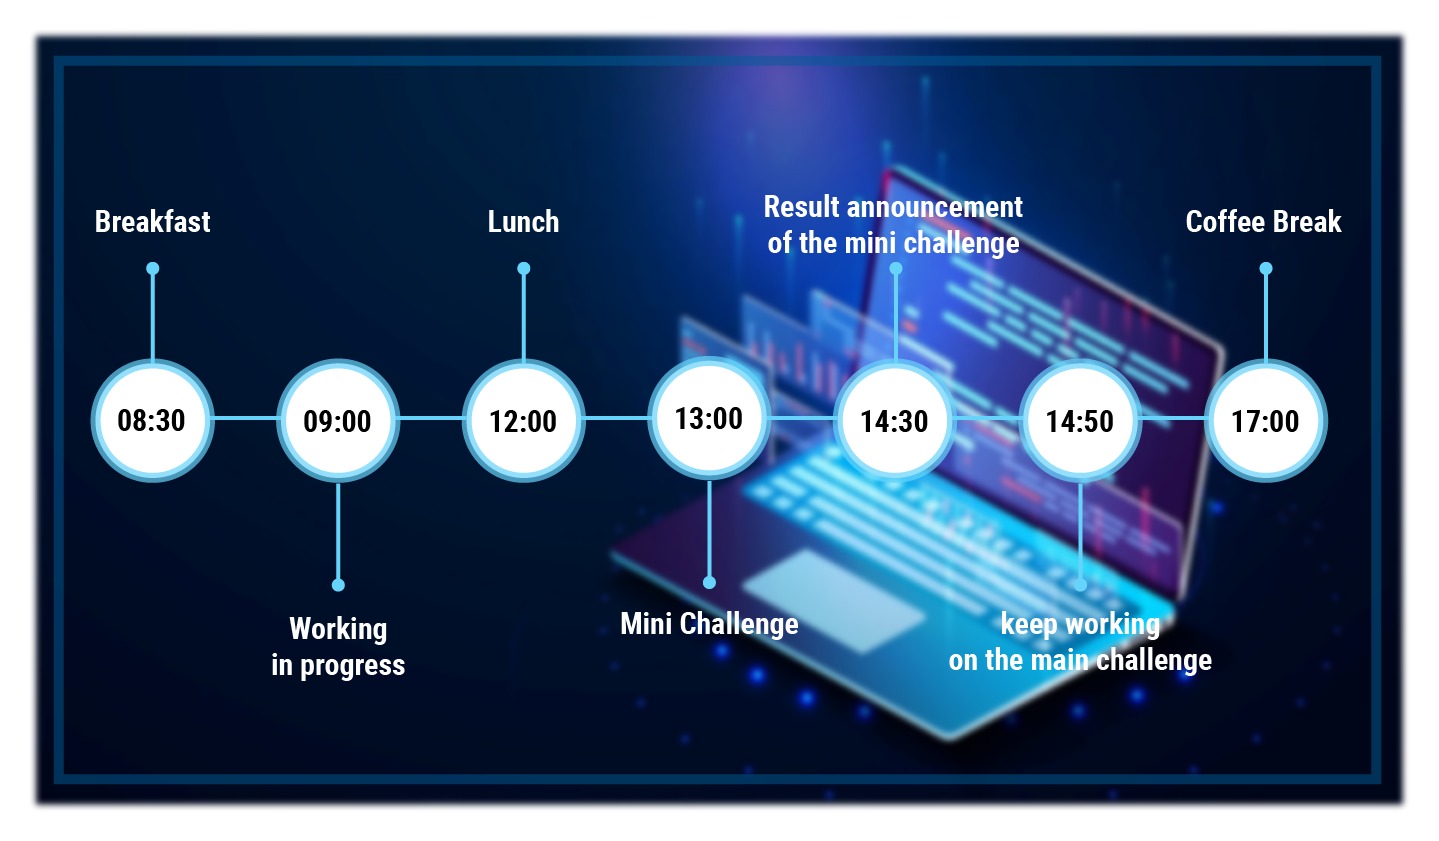 Breakfast
Lunch
Result announcement
of the mini challenge
Coffee Break
08:30
09:00
12:00
13:00
14:30
14:50
17:00
Working
in progress
Mini Challenge
keep working
on the main challenge